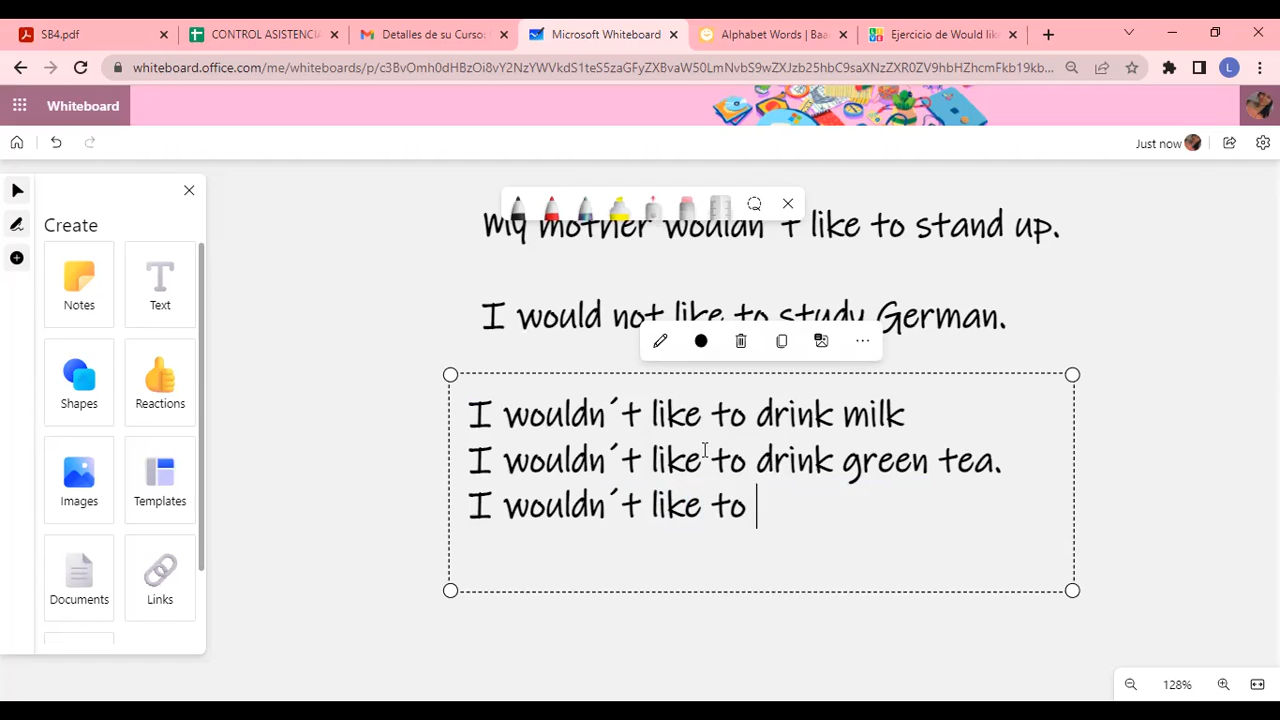 SB4.pdf
CONTROL ASISTENCIA
Detalles de su Curso:
Microsoft Whiteboard
Alphabet Words | Baa
Ejercicio de Would lik
L
whiteboard.office.com/me/whiteboards/p/
Whiteboard
Just now
Create
Notes
Text
Shapes
Reactions
Images
Templates
Documents
Links
My mother wouldn´t like to stand up.
I would not like to study German.
I wouldn´t like to drink milk
I wouldn´t like to drink green tea.
I wouldn´t like to
128%